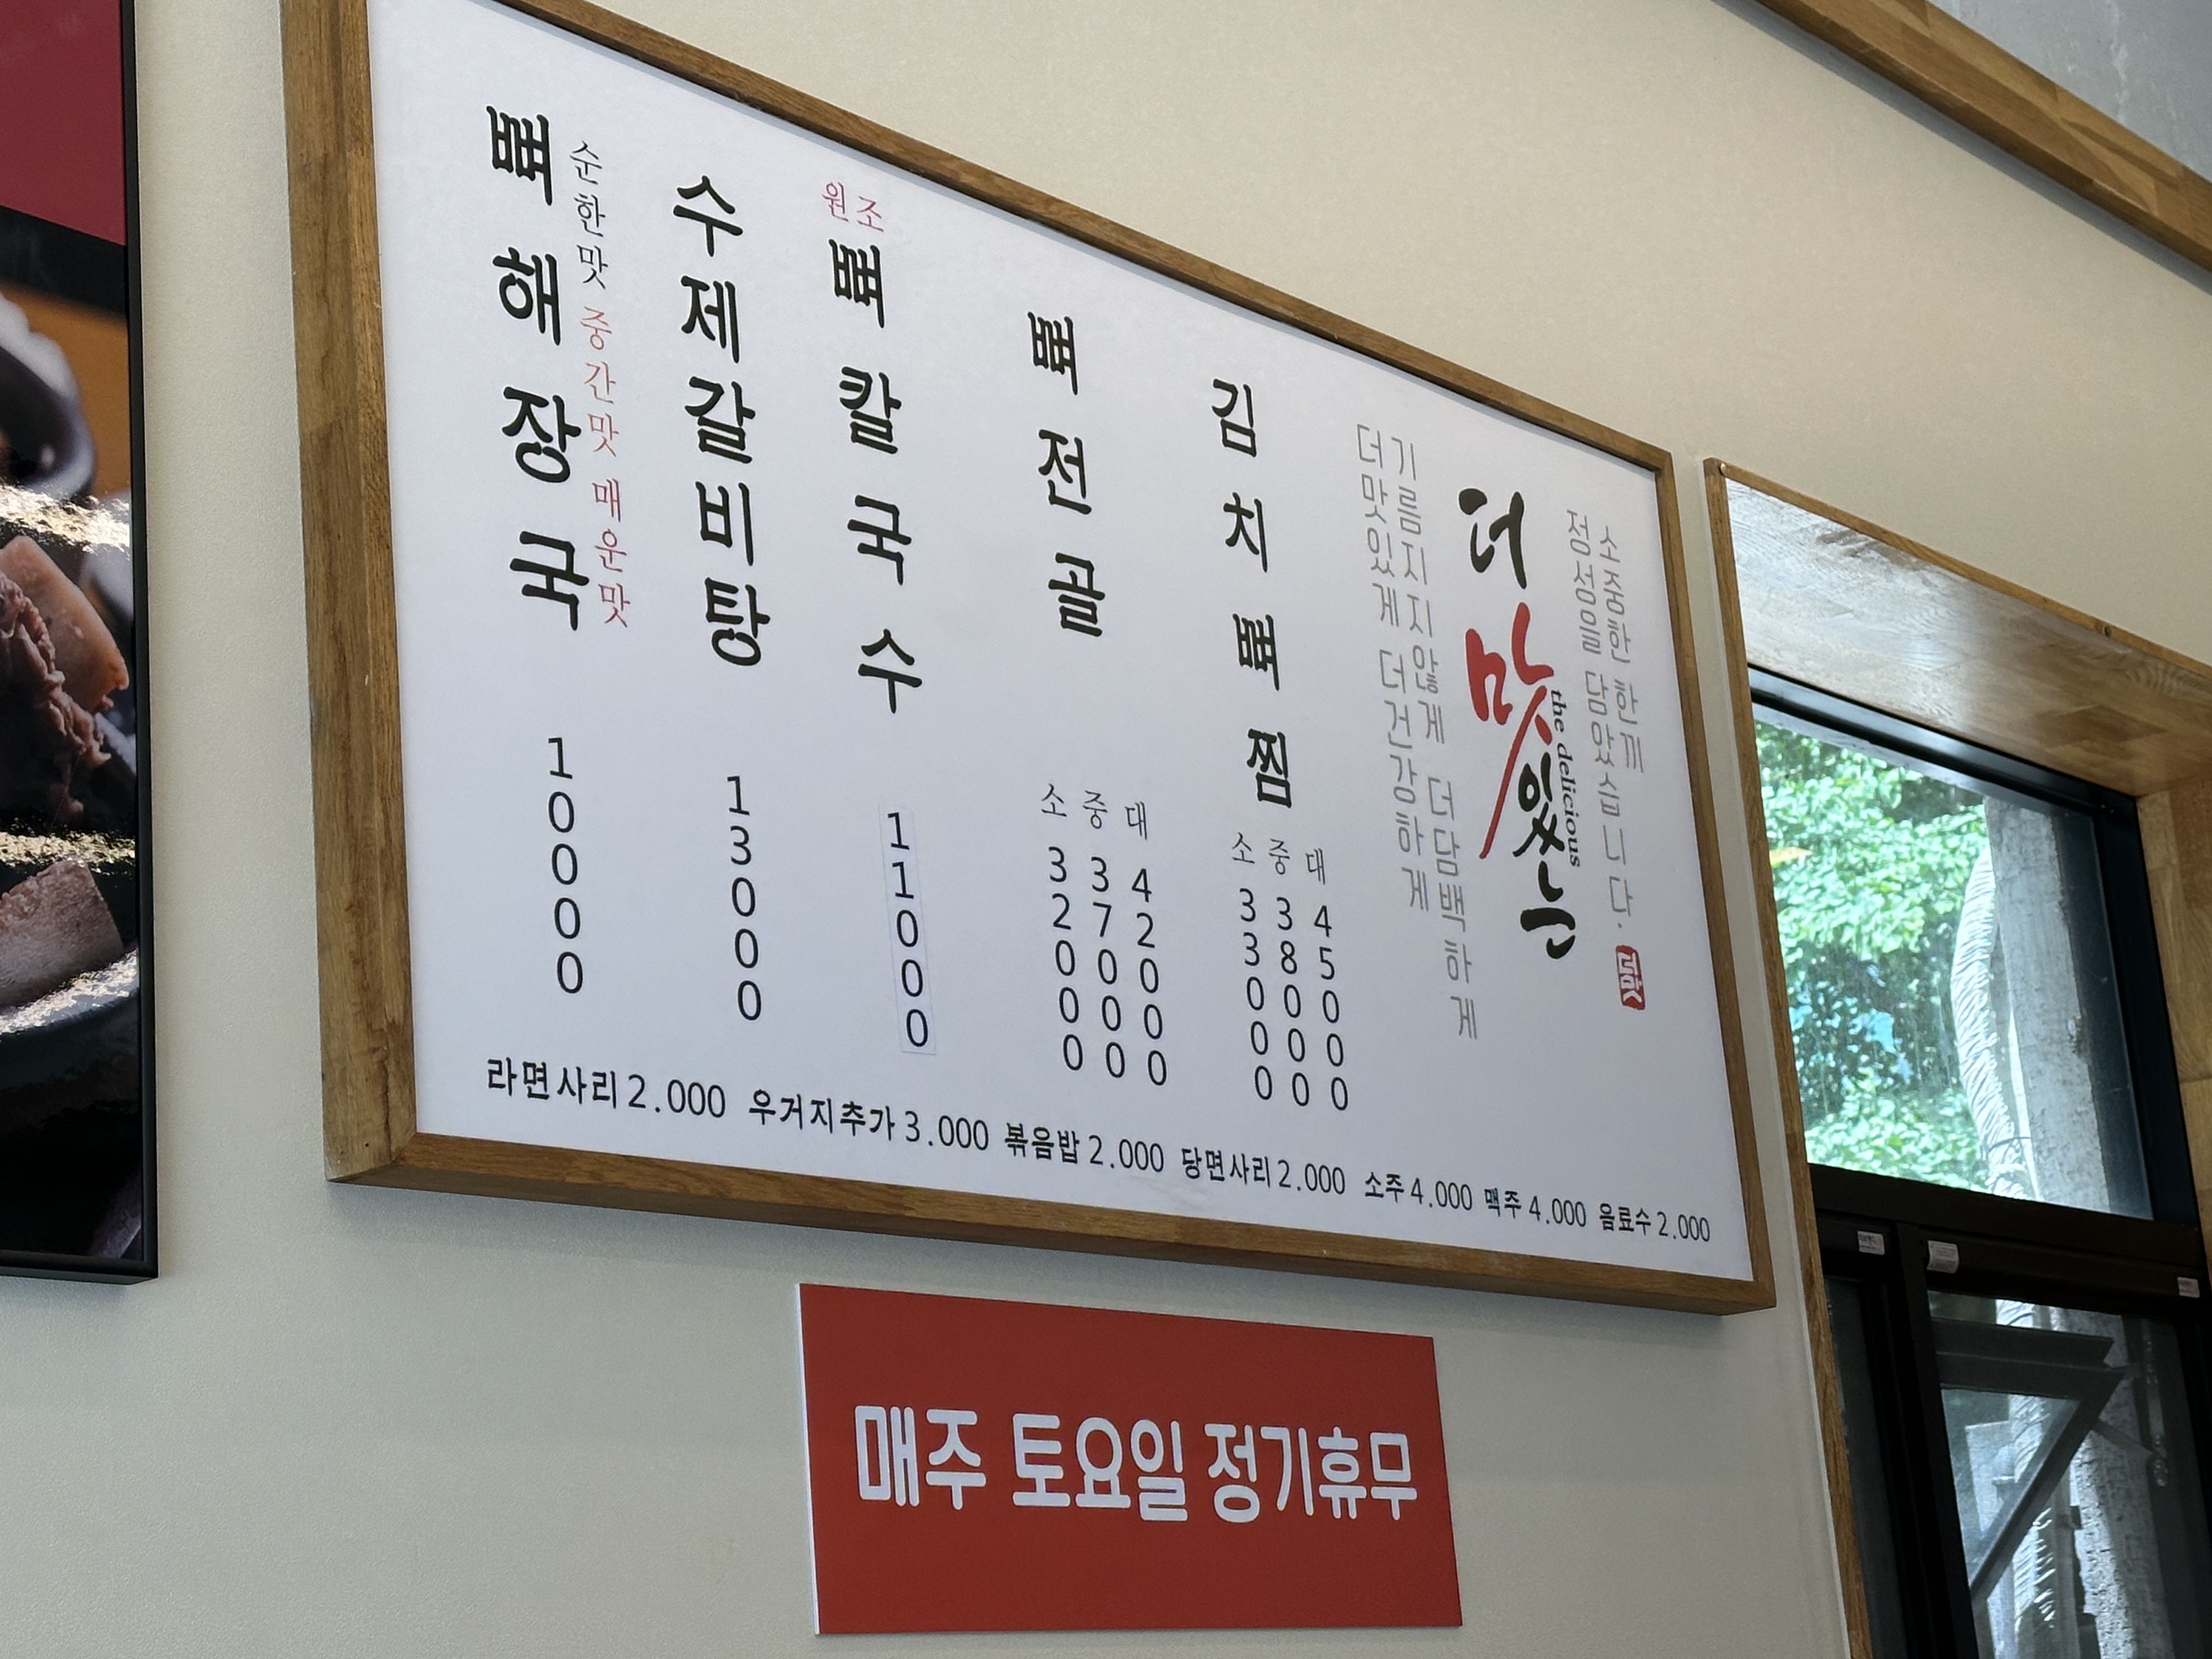 뼈해장국
순한맛 중간맛 매운맛
10000
수제갈비탕
13000
원조
뼈칼국수
11000
뼈전골
소 32000
중 37000
대 42000
김치뼈찜
소 33000
중 38000
대 45000
기름지지않게 더담백하게
더맛있게 더건강하게
더맛있는
the delicious
소중한 한끼
정성을 담았습니다.
더맛
라면사리 2.000 우거지추가 3.000 볶음밥 2.000 당면사리 2.000 소주 4.000 맥주 4.000 음료수 2.000
매주 토요일 정기휴무